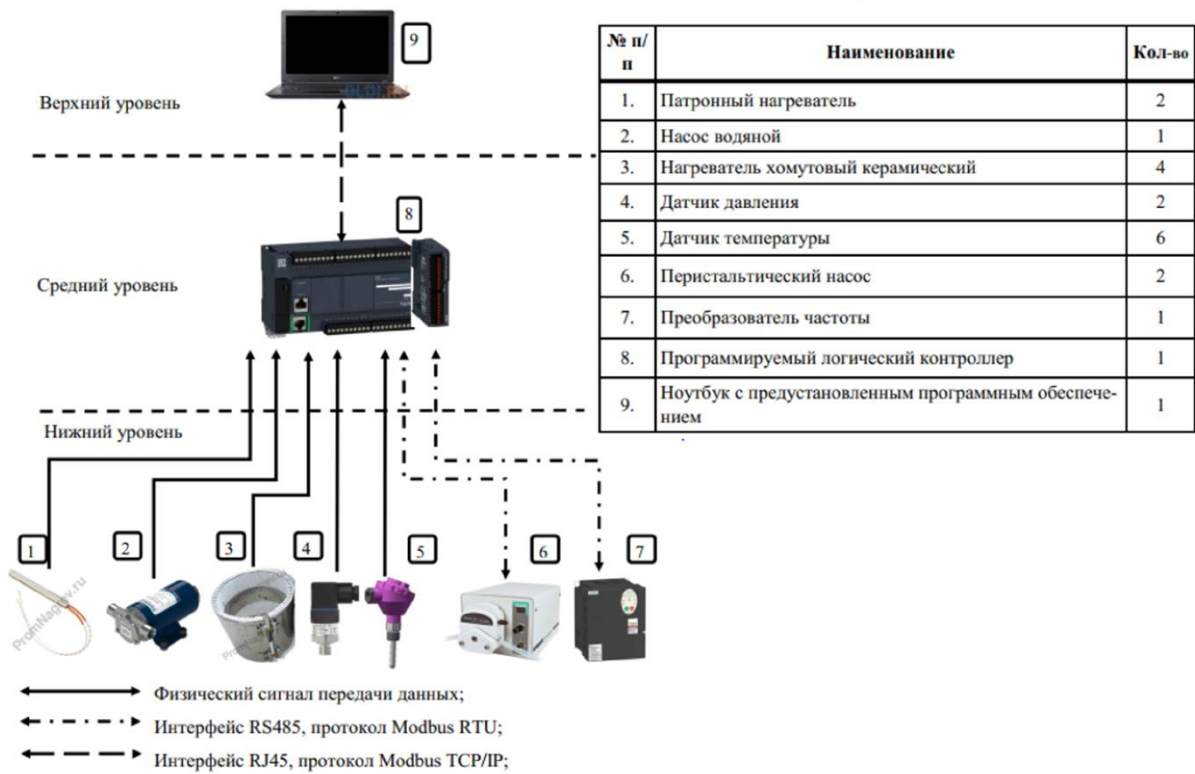 9
Верхний уровень
8
Средний уровень
Нижний уровень
1
2
3
4
5
6
7
PromNagrev.ru
Физический сигнал передачи данных;
Интерфейс RS485, протокол Modbus RTU;
Интерфейс RJ45, протокол Modbus TCP/IP;
№ п/п Наименование Кол-во
1. Патронный нагреватель 2
2. Насос водяной 1
3. Нагреватель хомутовый керамический 4
4. Датчик давления 2
5. Датчик температуры 6
6. Перистальтический насос 2
7. Преобразователь частоты 1
8. Программируемый логический контроллер 1
9. Ноутбук с предустановленным программным обеспече-
нием 1